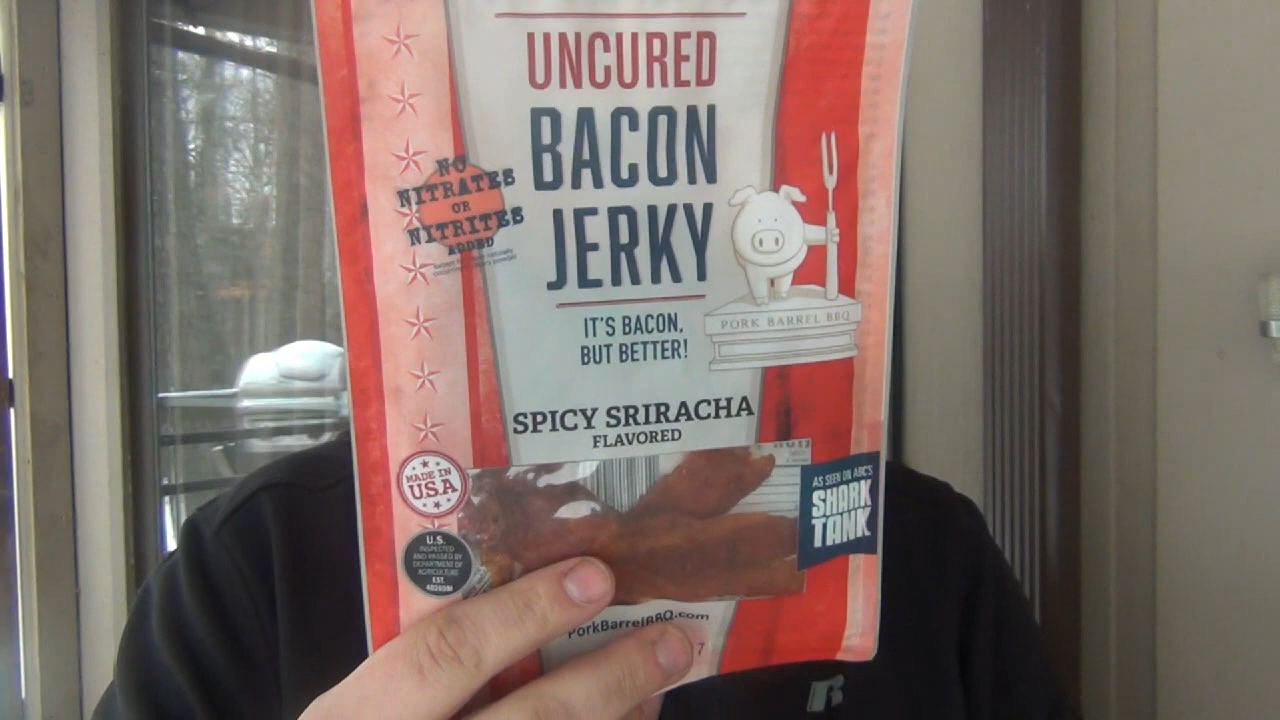 UNCURED
BACON
JERKY
IT'S BACON,
BUT BETTER!
NO
NITRATES
OR
NITRITES
ADDED
PORK BARREL BBQ
SPICY SRIRACHA
FLAVORED
MADE IN
U.S.A
U.S.
INSPECTED
AND PASSED BY
DEPARTMENT OF
AGRICULTURE
EST.
AS SEEN ON ABC'S
SHARK
TANK
PorkBarrelBBQ.com
7
R